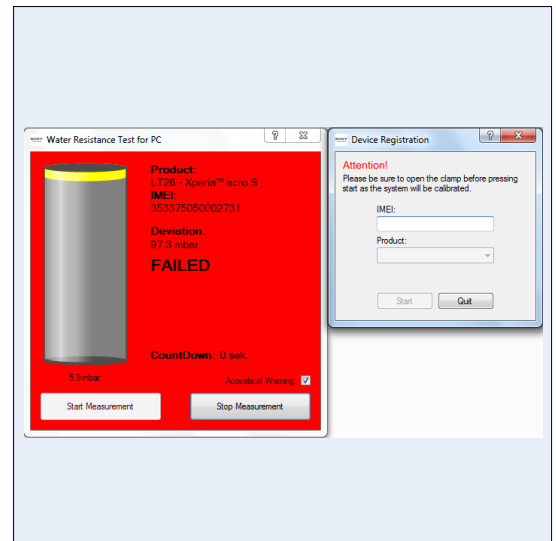 Water Resistance Test for PC
Product:
LT26 - Xperia™ acro S
IMEI:
353375050002731
Deviation:
97.3 mbar
FAILED
CountDown: 0 sek.
5.9 mbar
Acoustical Warning
Start Measurement
Stop Measurement
Device Registration
Attention!
Please be sure to open the clamp before pressing
start as the system will be calibrated.
IMEI:
Product:
Start
Quit